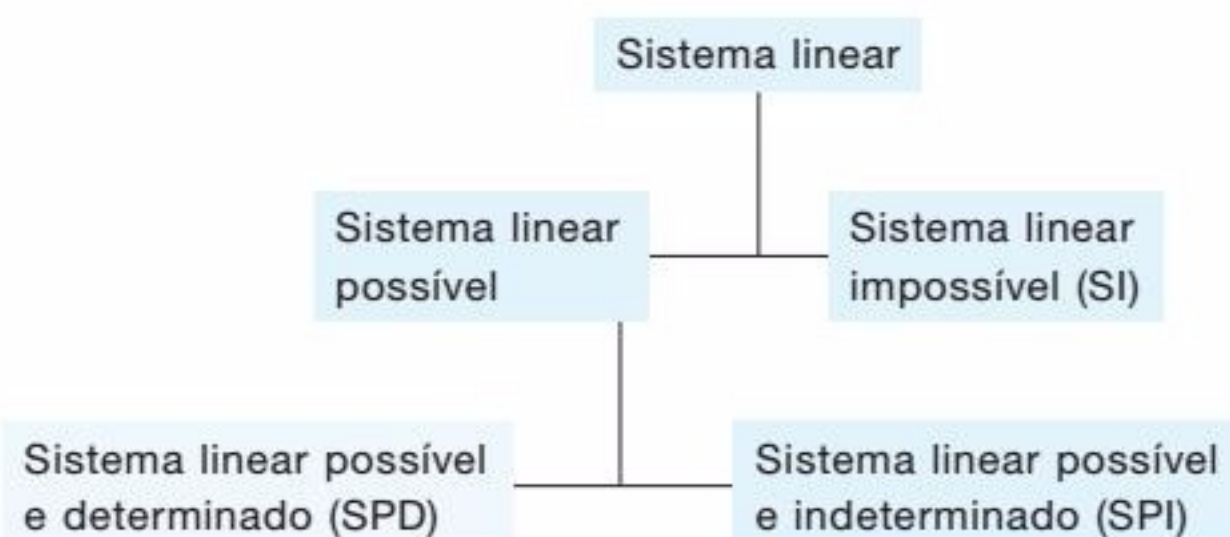 Sistema linear
Sistema linear
possível
Sistema linear
impossível (SI)
Sistema linear possível
e determinado (SPD)
Sistema linear possível
e indeterminado (SPI)